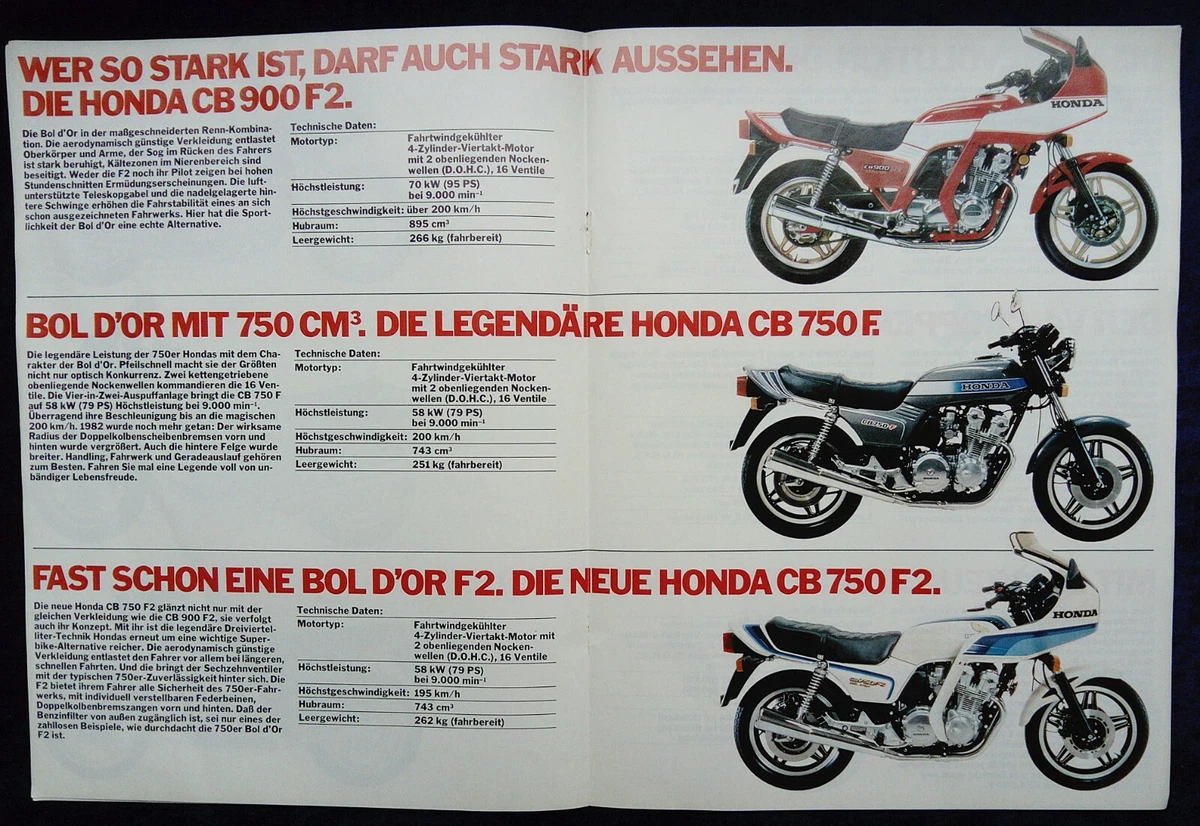 WER SO STARK IST, DARF AUCH STARK AUSSEHEN.
DIE HONDA CB 900 F2.
Die Bol d'Or in der maßgeschneiderten Renn-Kombina-
tion. Die aerodynamisch günstige Verkleidung entlastet
Oberkörper und Arme, der Sog im Rücken des Fahrers
ist stark beruhigt, Kältezonen im Nierenbereich sind
beseitigt. Weder die F2 noch ihr Pilot zeigen bei hohen
Stundenschnitten Ermüdungserscheinungen. Die luft-
unterstützte Teleskopgabel und die nadelgelagerte hin-
tere Schwinge erhöhen die Fahrstabilität eines an sich
schon ausgezeichneten Fahrwerks. Hier hat die Sport-
lichkeit der Bol d'Or eine echte Alternative.
Technische Daten:
Motortyp: Fahrtwindgekühlter
4-Zylinder-Viertakt-Motor
mit 2 obenliegenden Nocken-
wellen (D.O.H.C.), 16 Ventile
Höchstleistung: 70 kW (95 PS)
bei 9.000 min⁻¹
Höchstgeschwindigkeit: über 200 km/h
Hubraum: 895 cm³
Leergewicht: 266 kg (fahrbereit)
HONDA
CB900
BOL D'OR MIT 750 CM³. DIE LEGENDÄRE HONDA CB 750 F.
Die legendäre Leistung der 750er Hondas mit dem Cha-
rakter der Bol d'Or. Pfeilschnell macht sie der Größten
nicht nur optisch Konkurrenz. Zwei kettengetriebene
obenliegende Nockenwellen kommandieren die 16 Ven-
tile. Die Vier-in-Zwei-Auspuffanlage bringt die CB 750 F
auf 58 kW (79 PS) Höchstleistung bei 9.000 min⁻¹.
Überragend ihre Beschleunigung bis an die magischen
200 km/h. 1982 wurde noch mehr getan: Der wirksame
Radius der Doppelkolbenscheibenbremsen vorn und
hinten wurde vergrößert. Auch die hintere Felge wurde
breiter. Handling, Fahrwerk und Geradeauslauf gehören
zum Besten. Fahren Sie mal eine Legende voll von un-
bändiger Lebensfreude.
Technische Daten:
Motortyp: Fahrtwindgekühlter
4-Zylinder-Viertakt-Motor
mit 2 obenliegenden Nocken-
wellen (D.O.H.C.), 16 Ventile
Höchstleistung: 58 kW (79 PS)
bei 9.000 min⁻¹
Höchstgeschwindigkeit: 200 km/h
Hubraum: 743 cm³
Leergewicht: 251 kg (fahrbereit)
HONDA
CB750-F
FAST SCHON EINE BOL D'OR F2. DIE NEUE HONDA CB 750 F2.
Die neue Honda CB 750 F2 glänzt nicht nur mit der
gleichen Verkleidung wie die CB 900 F2, sie verfolgt
auch ihr Konzept. Mit ihr ist die legendäre Dreiviertel-
liter-Technik Hondas erneut um eine wichtige Super-
bike-Alternative reicher. Die aerodynamisch günstige
Verkleidung entlastet den Fahrer vor allem bei längeren,
schnellen Fahrten. Und die bringt der Sechzehnventiler
mit der typischen 750er-Zuverlässigkeit hinter sich. Die
F2 bietet ihrem Fahrer alle Sicherheit des 750er-Fahr-
werks, mit individuell verstellbaren Federbeinen,
Doppelkolbenbremszangen vorn und hinten. Daß der
Benzinfilter von außen zugänglich ist, sei nur eines der
zahllosen Beispiele, wie durchdacht die 750er Bol d'Or
F2 ist.
Technische Daten:
Motortyp: Fahrtwindgekühlter
4-Zylinder-Viertakt-Motor mit
2 obenliegenden Nocken-
wellen (D.O.H.C.), 16 Ventile
Höchstleistung: 58 kW (79 PS)
bei 9.000 min⁻¹
Höchstgeschwindigkeit: 195 km/h
Hubraum: 743 cm³
Leergewicht: 262 kg (fahrbereit)
HONDA